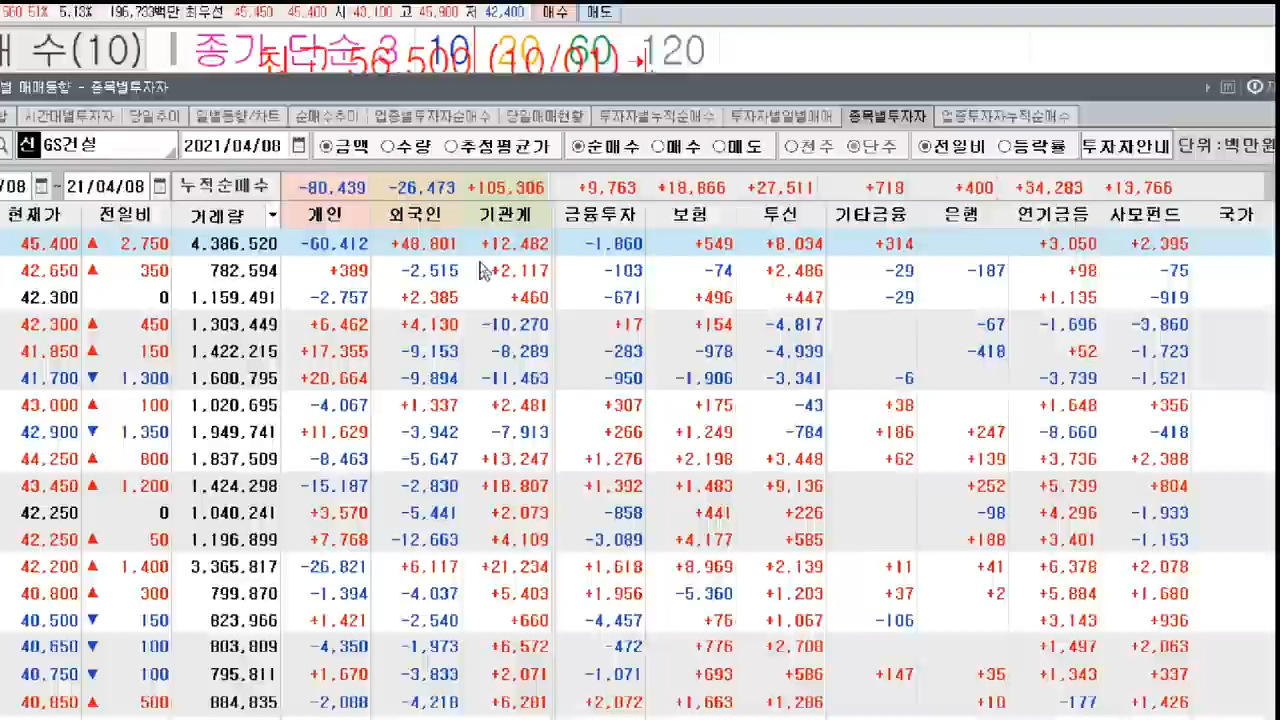 560 51% 5.13% 196,733백만 최우선 45,450 45,400 시 43,100 고 45,900 저 42,400 매수 매도
매 수(10) 종가 단순 3 10 20 60 120
최고 56,500 (10/01)→
별 매매동향 - 종목별투자자
시간대별투자자 당일추이 일별동향/차트 순매수추이 업종별투자자순매수 당일매매현황 투자자별누적순매수 투자자별일별매매 종목별투자자 업종투자자누적순매수
신 GS건설 2021/04/08 금액 수량 추정평균가 순매수 매수 매도 천주 단주 전일비 등락률 투자자안내 단위:백만원
/08 ~ 21/04/08 누적순매수 -80,439 -26,473 +105,306 +9,763 +18,666 +27,511 +718 +400 +34,283 +13,766
현재가 전일비 거래량 개인 외국인 기관계 금융투자 보험 투신 기타금융 은행 연기금등 사모펀드 국가
45,400 ▲ 2,750 4,386,520 -60,412 +48,801 +12,482 -1,860 +549 +8,034 +314 +3,050 +2,395
42,650 ▲ 350 782,594 +389 -2,515 +2,117 -103 -74 +2,486 -29 -187 +98 -75
42,300 0 1,159,491 -2,757 +2,385 +460 -671 +496 +447 -29 +1,135 -919
42,300 ▲ 450 1,303,449 +6,462 +4,130 -10,270 +17 +154 -4,817 -67 -1,696 -3,860
41,850 ▲ 150 1,422,215 +17,355 -9,153 -8,289 -283 -978 -4,939 -418 +52 -1,723
41,700 ▼ 1,300 1,600,795 +20,664 -9,894 -11,463 -950 -1,906 -3,341 -6 -3,739 -1,521
43,000 ▲ 100 1,020,695 -4,067 +1,337 +2,481 +307 +175 -43 +38 +1,648 +356
42,900 ▼ 1,350 1,949,741 +11,629 -3,942 -7,913 +266 +1,249 -784 +186 +247 -8,660 -418
44,250 ▲ 800 1,837,509 -8,463 -5,647 +13,247 +1,276 +2,198 +3,448 +62 +139 +3,736 +2,388
43,450 ▲ 1,200 1,424,298 -15,187 -2,830 +18,807 +1,392 +1,483 +9,136 +252 +5,739 +804
42,250 0 1,040,241 +3,570 -5,441 +2,073 -858 +441 +226 -98 +4,296 -1,933
42,250 ▲ 50 1,196,899 +7,768 -12,663 +4,109 -3,089 +4,177 +585 +188 +3,401 -1,153
42,200 ▲ 1,400 3,365,817 -26,821 +6,117 +21,234 +1,618 +8,969 +2,139 +11 +41 +6,378 +2,078
40,800 ▲ 300 799,870 -1,394 -4,037 +5,403 +1,956 -5,360 +1,203 +37 +2 +5,884 +1,680
40,500 ▼ 150 823,966 +1,421 -2,540 +660 -4,457 +76 +1,067 -106 +3,143 +936
40,650 ▼ 100 803,809 -4,350 -1,973 +6,572 -472 +776 +2,708 +1,497 +2,063
40,750 ▼ 100 795,811 +1,670 -3,833 +2,071 -1,071 +693 +586 +147 +35 +1,343 +337
40,850 ▲ 500 884,835 -2,088 -4,218 +6,281 +2,072 +1,663 +1,286 +10 -177 +1,426